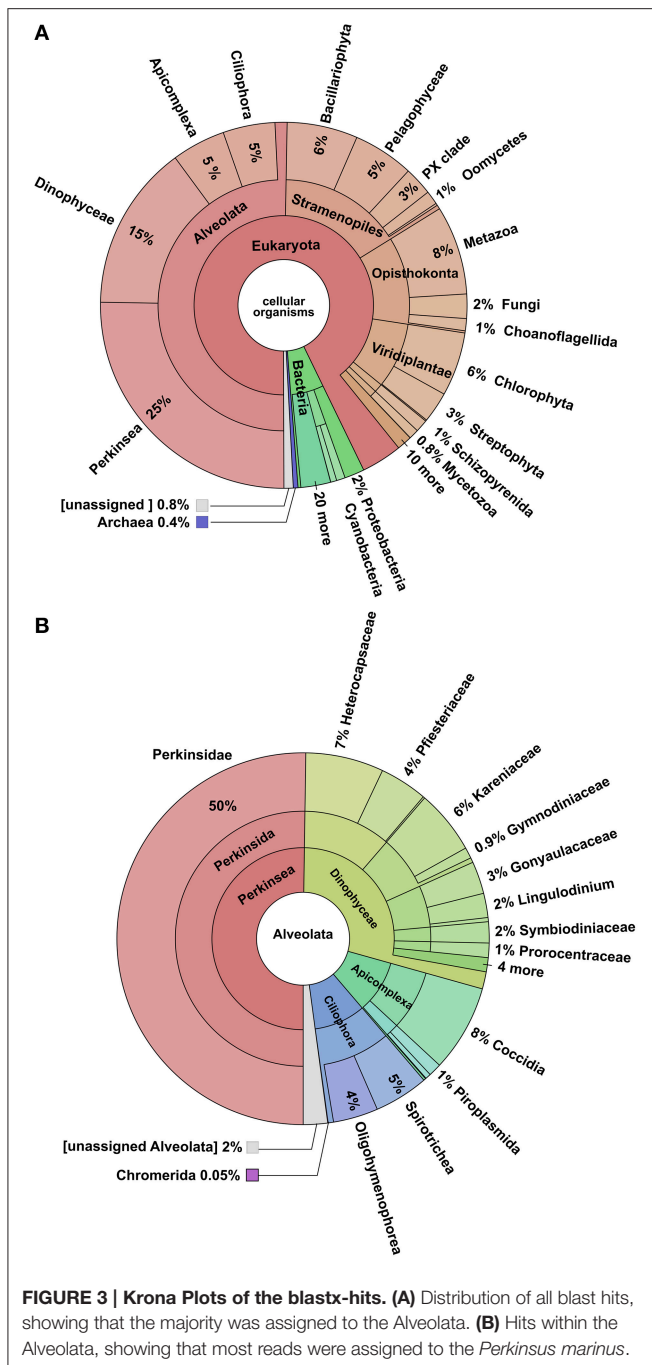 A
Apicomplexa
Ciliophora
Bacillariophyta
Pelagophyceae
PX clade
Oomycetes
Dinophyceae
5 %
5%
6%
5%
3%
1%
15%
Alveolata
Stramenopiles
Metazoa
8%
Eukaryota
Opisthokonta
cellular
organisms
2% Fungi
1% Choanoflagellida
Viridiplantae
6% Chlorophyta
Bacteria
3% Streptophyta
1% Schizopyrenida
0.8% Mycetozoa
10 more
25%
Perkinsea
[unassigned ] 0.8%
Archaea 0.4%
20 more
Cyanobacteria
2% Proteobacteria
B
7% Heterocapsaceae
4% Pfiesteriaceae
Perkinsidae
6% Kareniaceae
50%
0.9% Gymnodiniaceae
Perkinsida
3% Gonyaulacaceae
Perkinsea
Dinophyceae
2% Lingulodinium
Alveolata
2% Symbiodiniaceae
1% Prorocentraceae
4 more
Apicomplexa
Ciliophora
8% Coccidia
1% Piroplasmida
5%
Spirotrichea
4%
Oligohymenophorea
[unassigned Alveolata] 2%
Chromerida 0.05%
FIGURE 3 | Krona Plots of the blastx-hits. (A) Distribution of all blast hits,
showing that the majority was assigned to the Alveolata. (B) Hits within the
Alveolata, showing that most reads were assigned to the Perkinsus marinus.